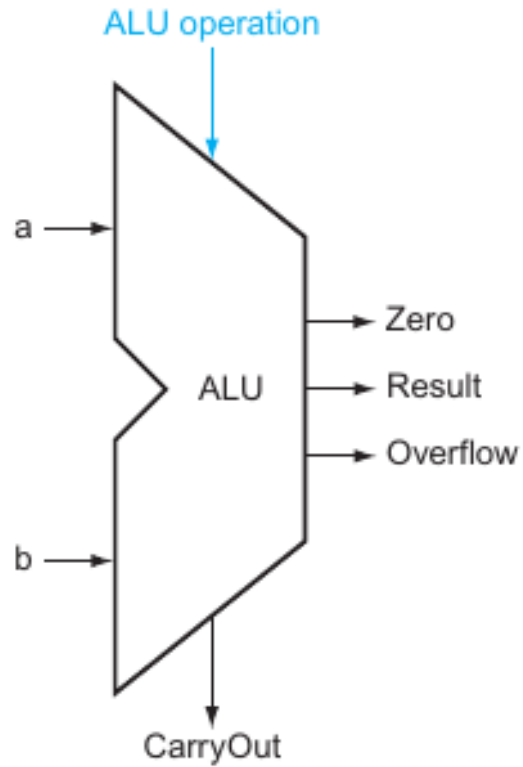 ALU operation
a
Zero
ALU
Result
Overflow
b
CarryOut